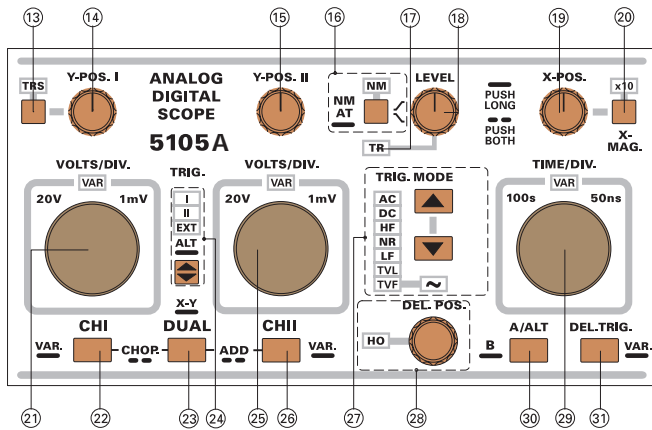 13 14 15 16 17 18 19 20
TRS
Y-POS. I
ANALOG
DIGITAL
SCOPE
5105A
Y-POS. II
NM
AT
NM
LEVEL
TR
PUSH
LONG
PUSH
BOTH
X-POS.
x10
X-
MAG.
VOLTS/DIV.
VAR
20V 1mV
TRIG.
I
II
EXT
ALT
VOLTS/DIV.
VAR
20V 1mV
TRIG. MODE
AC
DC
HF
NR
LF
TVL
TVF
~
TIME/DIV.
VAR
100s 50ns
X-Y
CHI
VAR.
CHOP.
DUAL
ADD
CHII
VAR.
DEL. POS.
HO
A/ALT
B
DEL.TRIG.
VAR.
21 22 23 24 25 26 27 28 30 29 31